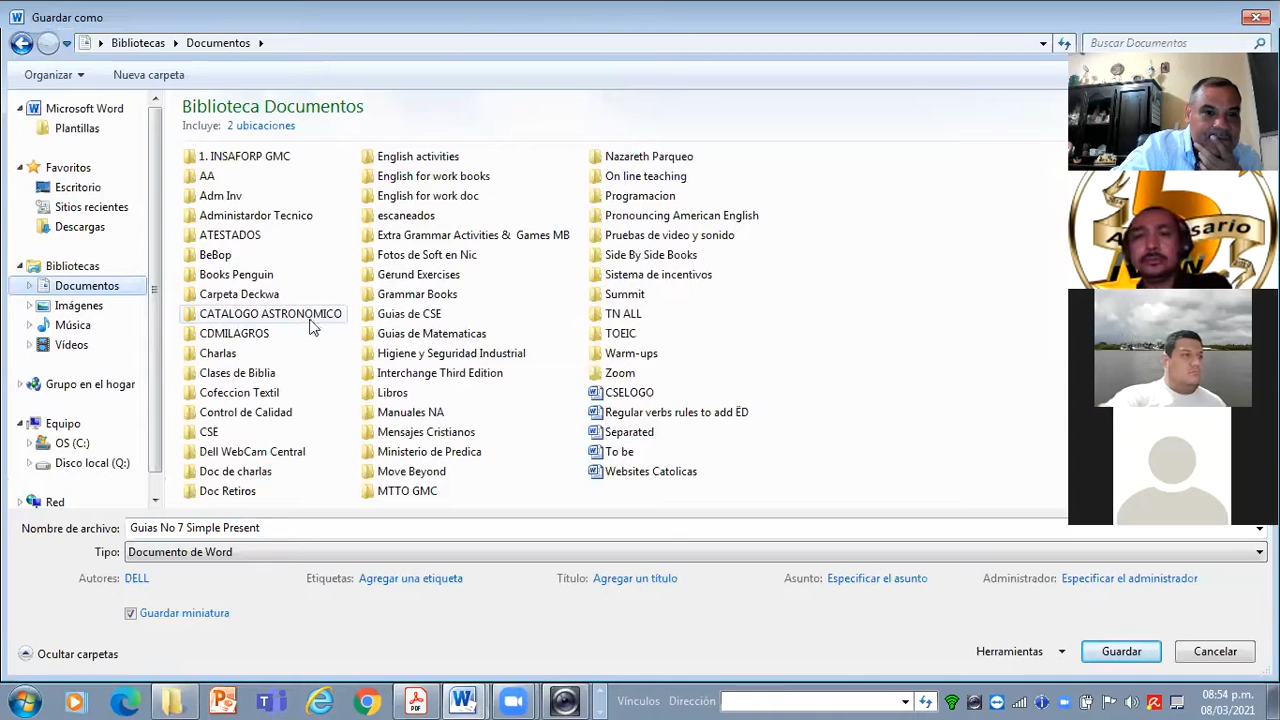 Guardar como
Bibliotecas
Documentos
Buscar Documentos
Organizar
Nueva carpeta
Microsoft Word
Plantillas
Favoritos
Escritorio
Sitios recientes
Descargas
Bibliotecas
Documentos
Imágenes
Música
Vídeos
Grupo en el hogar
Equipo
OS (C:)
Disco local (Q:)
Red
Biblioteca Documentos
Incluye: 2 ubicaciones
1. INSAFORP GMC
AA
Adm Inv
Administardor Tecnico
ATESTADOS
BeBop
Books Penguin
Carpeta Deckwa
CATALOGO ASTRONOMICO
CDMILAGROS
Charlas
Clases de Biblia
Cofeccion Textil
Control de Calidad
CSE
Dell WebCam Central
Doc de charlas
Doc Retiros
English activities
English for work books
English for work doc
escaneados
Extra Grammar Activities & Games MB
Fotos de Soft en Nic
Gerund Exercises
Grammar Books
Guias de CSE
Guias de Matematicas
Higiene y Seguridad Industrial
Interchange Third Edition
Libros
Manuales NA
Mensajes Cristianos
Ministerio de Predica
Move Beyond
MTTO GMC
Nazareth Parqueo
On line teaching
Programacion
Pronouncing American English
Pruebas de video y sonido
Side By Side Books
Sistema de incentivos
Summit
TN ALL
TOEIC
Warm-ups
Zoom
CSELOGO
Regular verbs rules to add ËD
Separated
To be
Websites Catolicas
Nombre de archivo: Guias No 7 Simple Present
Tipo: Documento de Word
Autores: DELL
Etiquetas: Agregar una etiqueta
Título: Agregar un título
Asunto: Especificar el asunto
Administrador: Especificar el administrador
Guardar miniatura
Ocultar carpetas
Herramientas
Guardar
Cancelar
Vínculos
Dirección
08:54 p.m.
08/03/2021